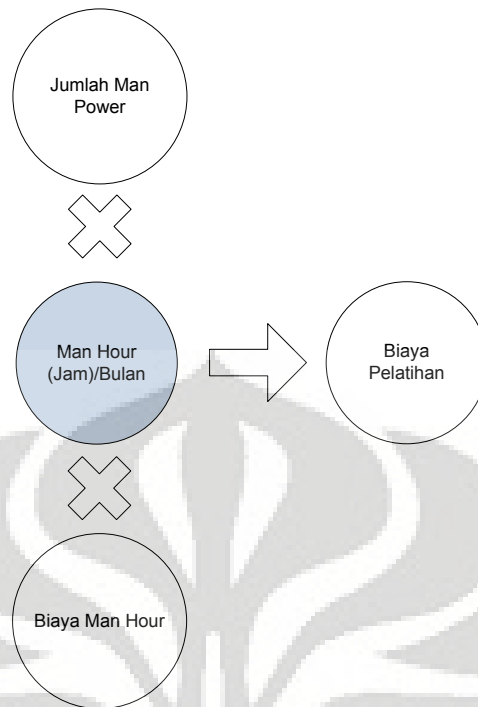 Jumlah Man
Power
Man Hour
(Jam)/Bulan
Biaya
Pelatihan
Biaya Man Hour